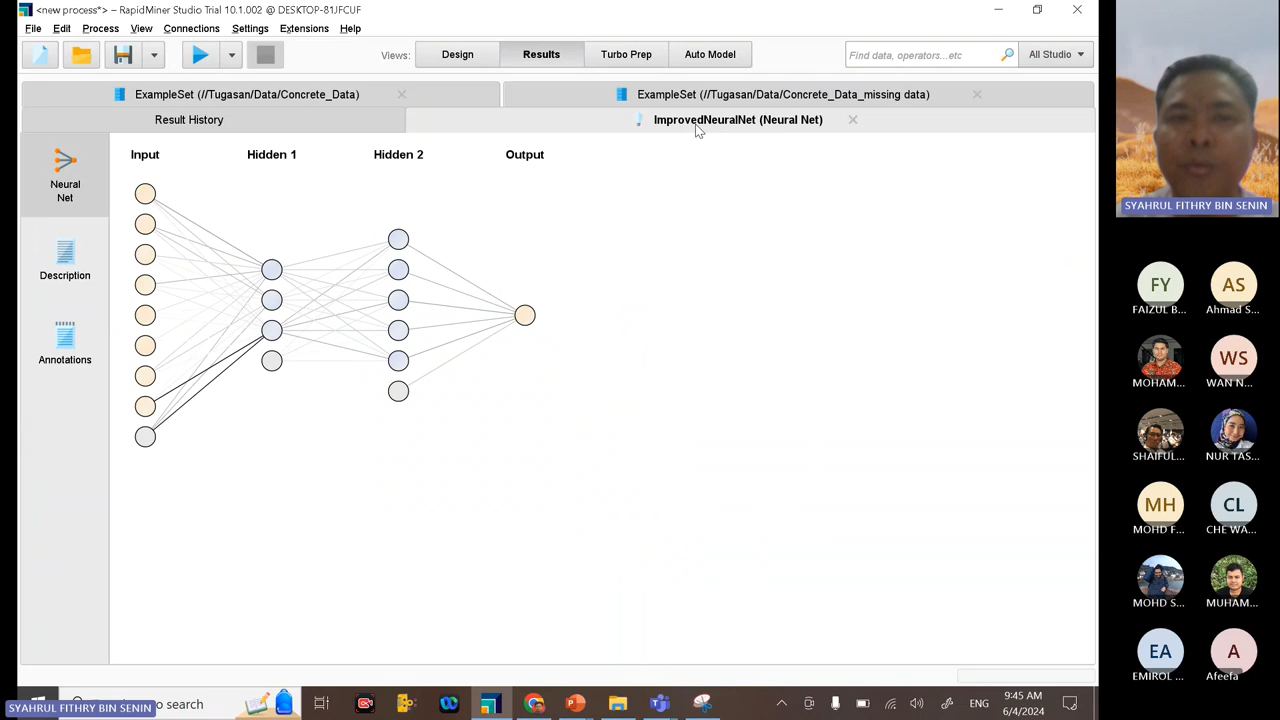 <new process*> – RapidMiner Studio Trial 10.1.002 @ DESKTOP-81JFCUF
File Edit Process View Connections Settings Extensions Help
Views: Design Results Turbo Prep Auto Model Find data, operators...etc All Studio
ExampleSet (//Tugasan/Data/Concrete_Data) ExampleSet (//Tugasan/Data/Concrete_Data_missing data)
Result History ImprovedNeuralNet (Neural Net)
Input Hidden 1 Hidden 2 Output
Neural
Net
Description
Annotations
SYAHRUL FITHRY BIN SENIN
FY AS
FAIZUL B... Ahmad S...
WS
MOHAM... WAN N...
SHAIFUL... NUR TAS...
MH CL
MOHD F... CHE WA...
MOHD S... MUHAM...
EA A
EMIROL ... Afeefa
SYAHRUL FITHRY BIN SENIN
to search
ENG
9:45 AM
6/4/2024